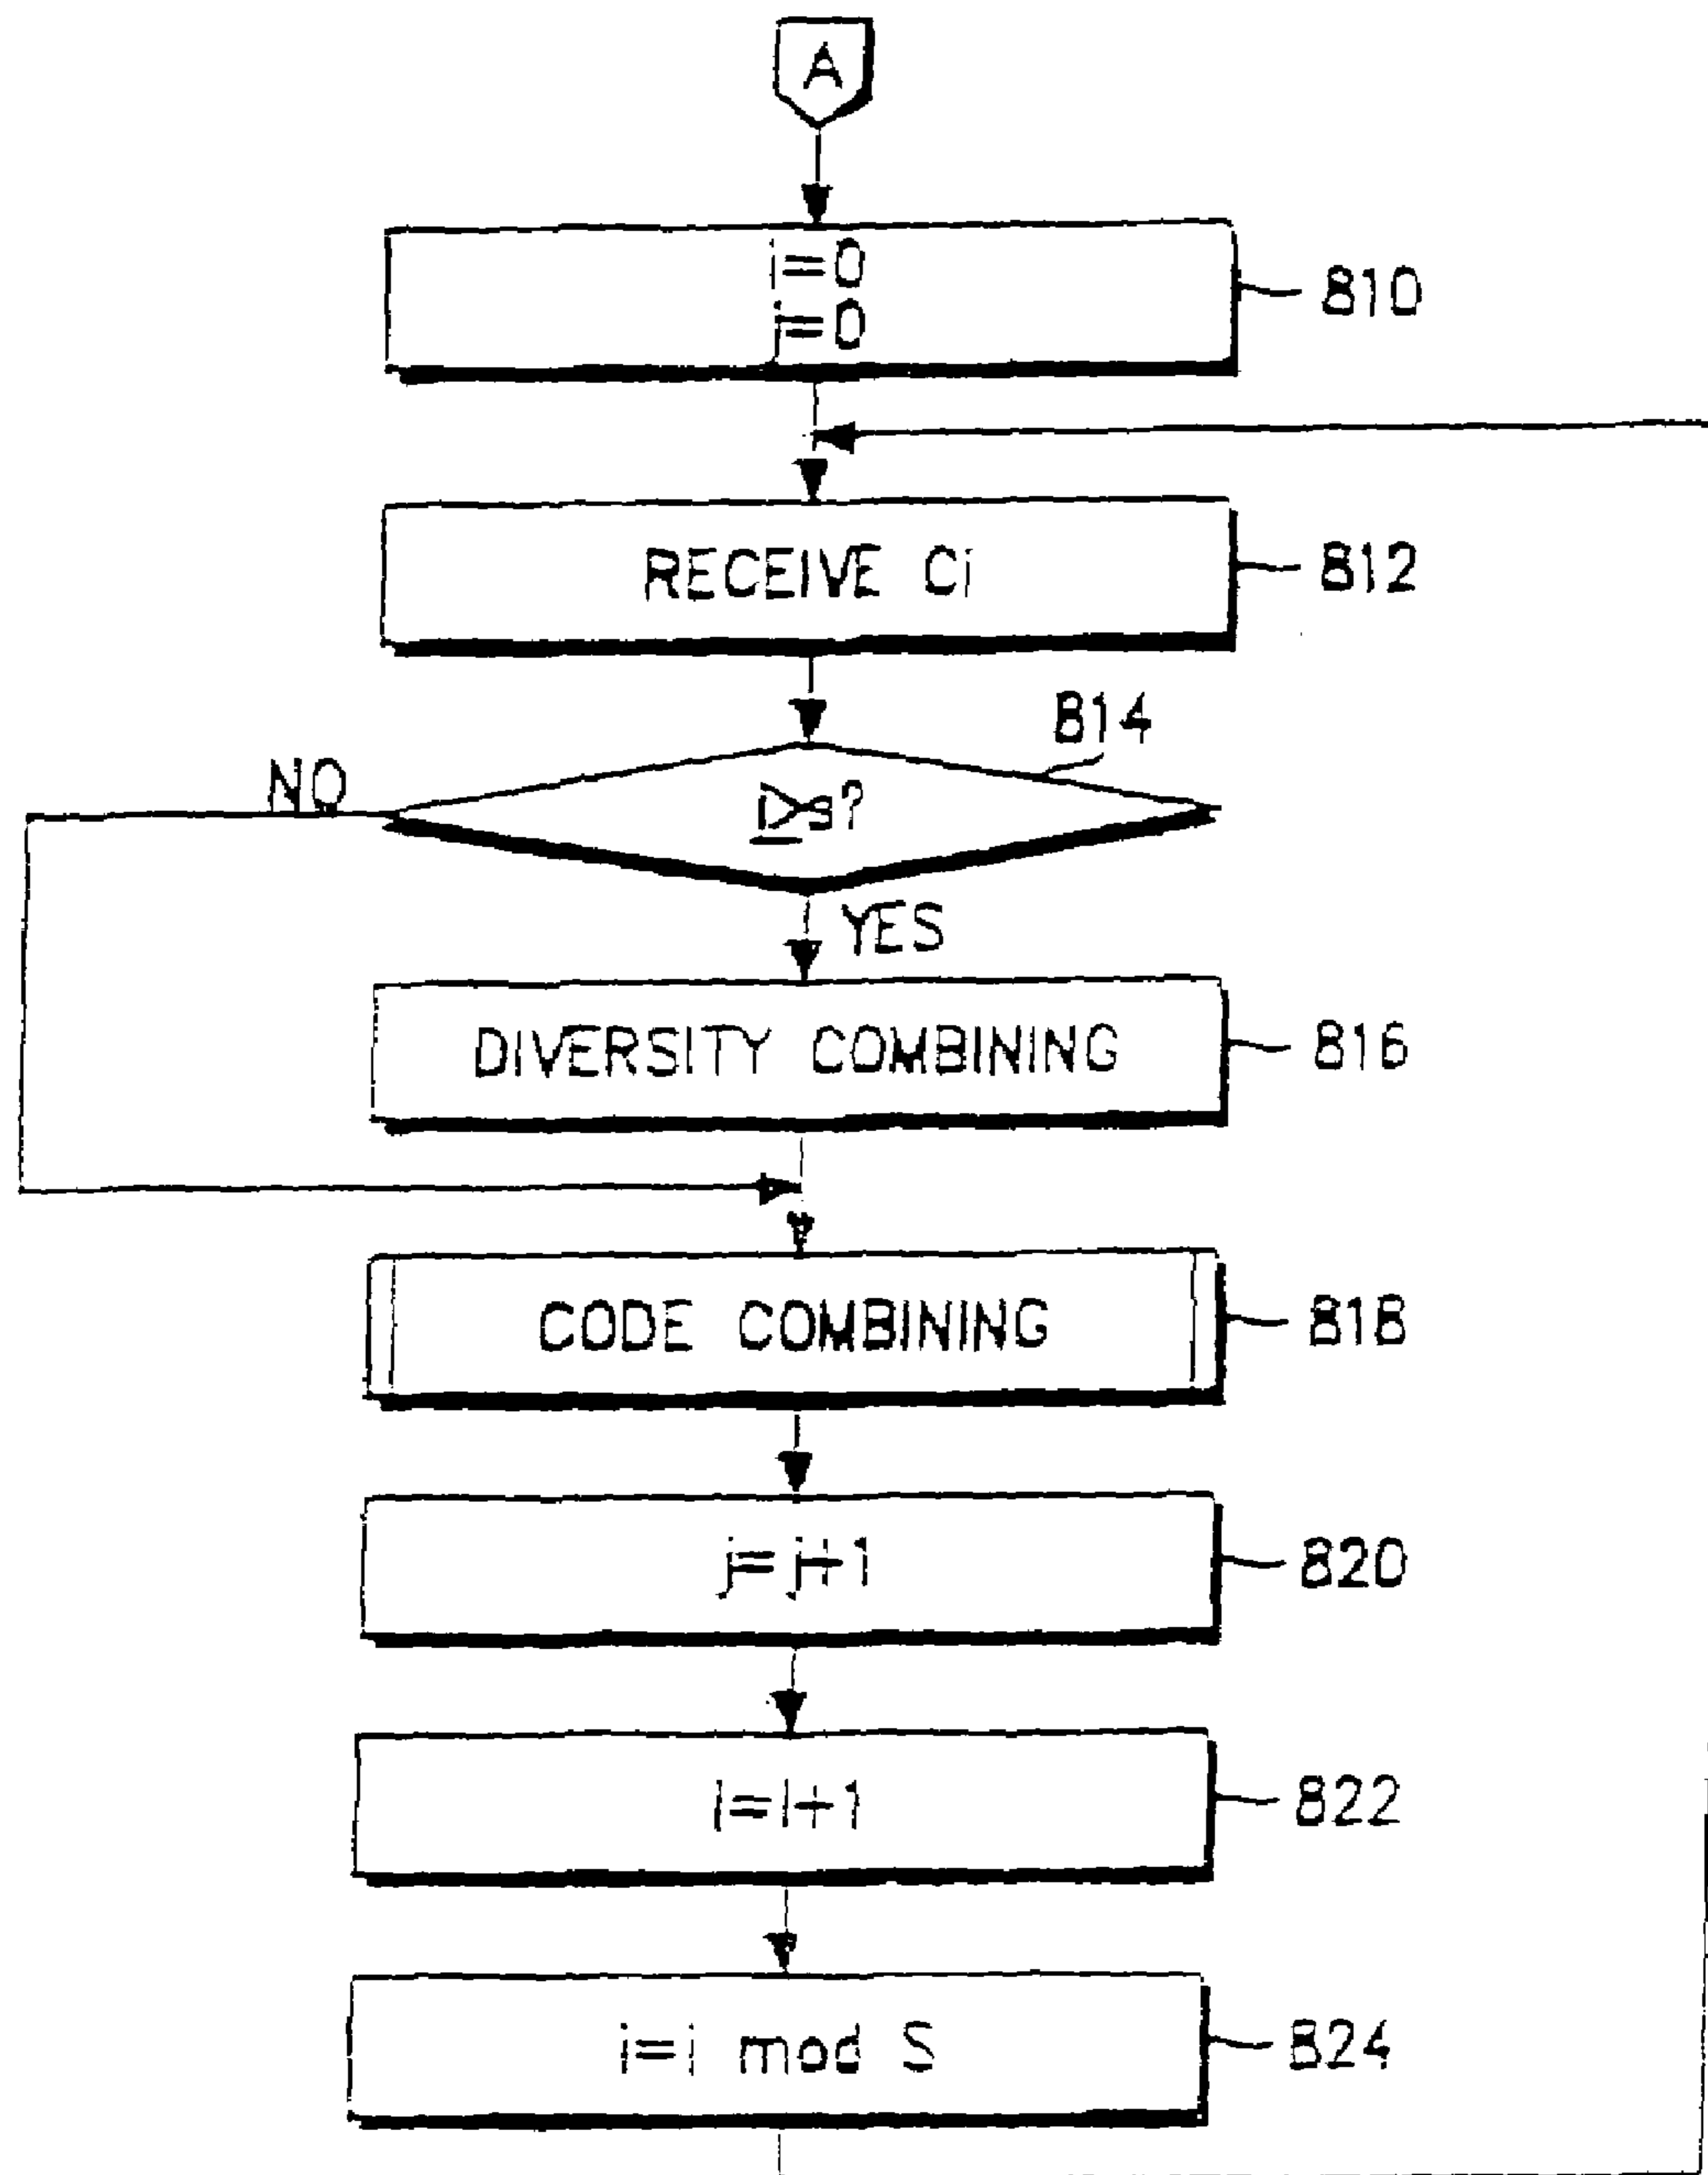 A
i=0
j=0
810
RECEIVE Ci
812
814
NO
i≥s?
YES
DIVERSITY COMBINING
816
CODE COMBINING
818
j=j+1
820
i=i+1
822
i=i mod S
824